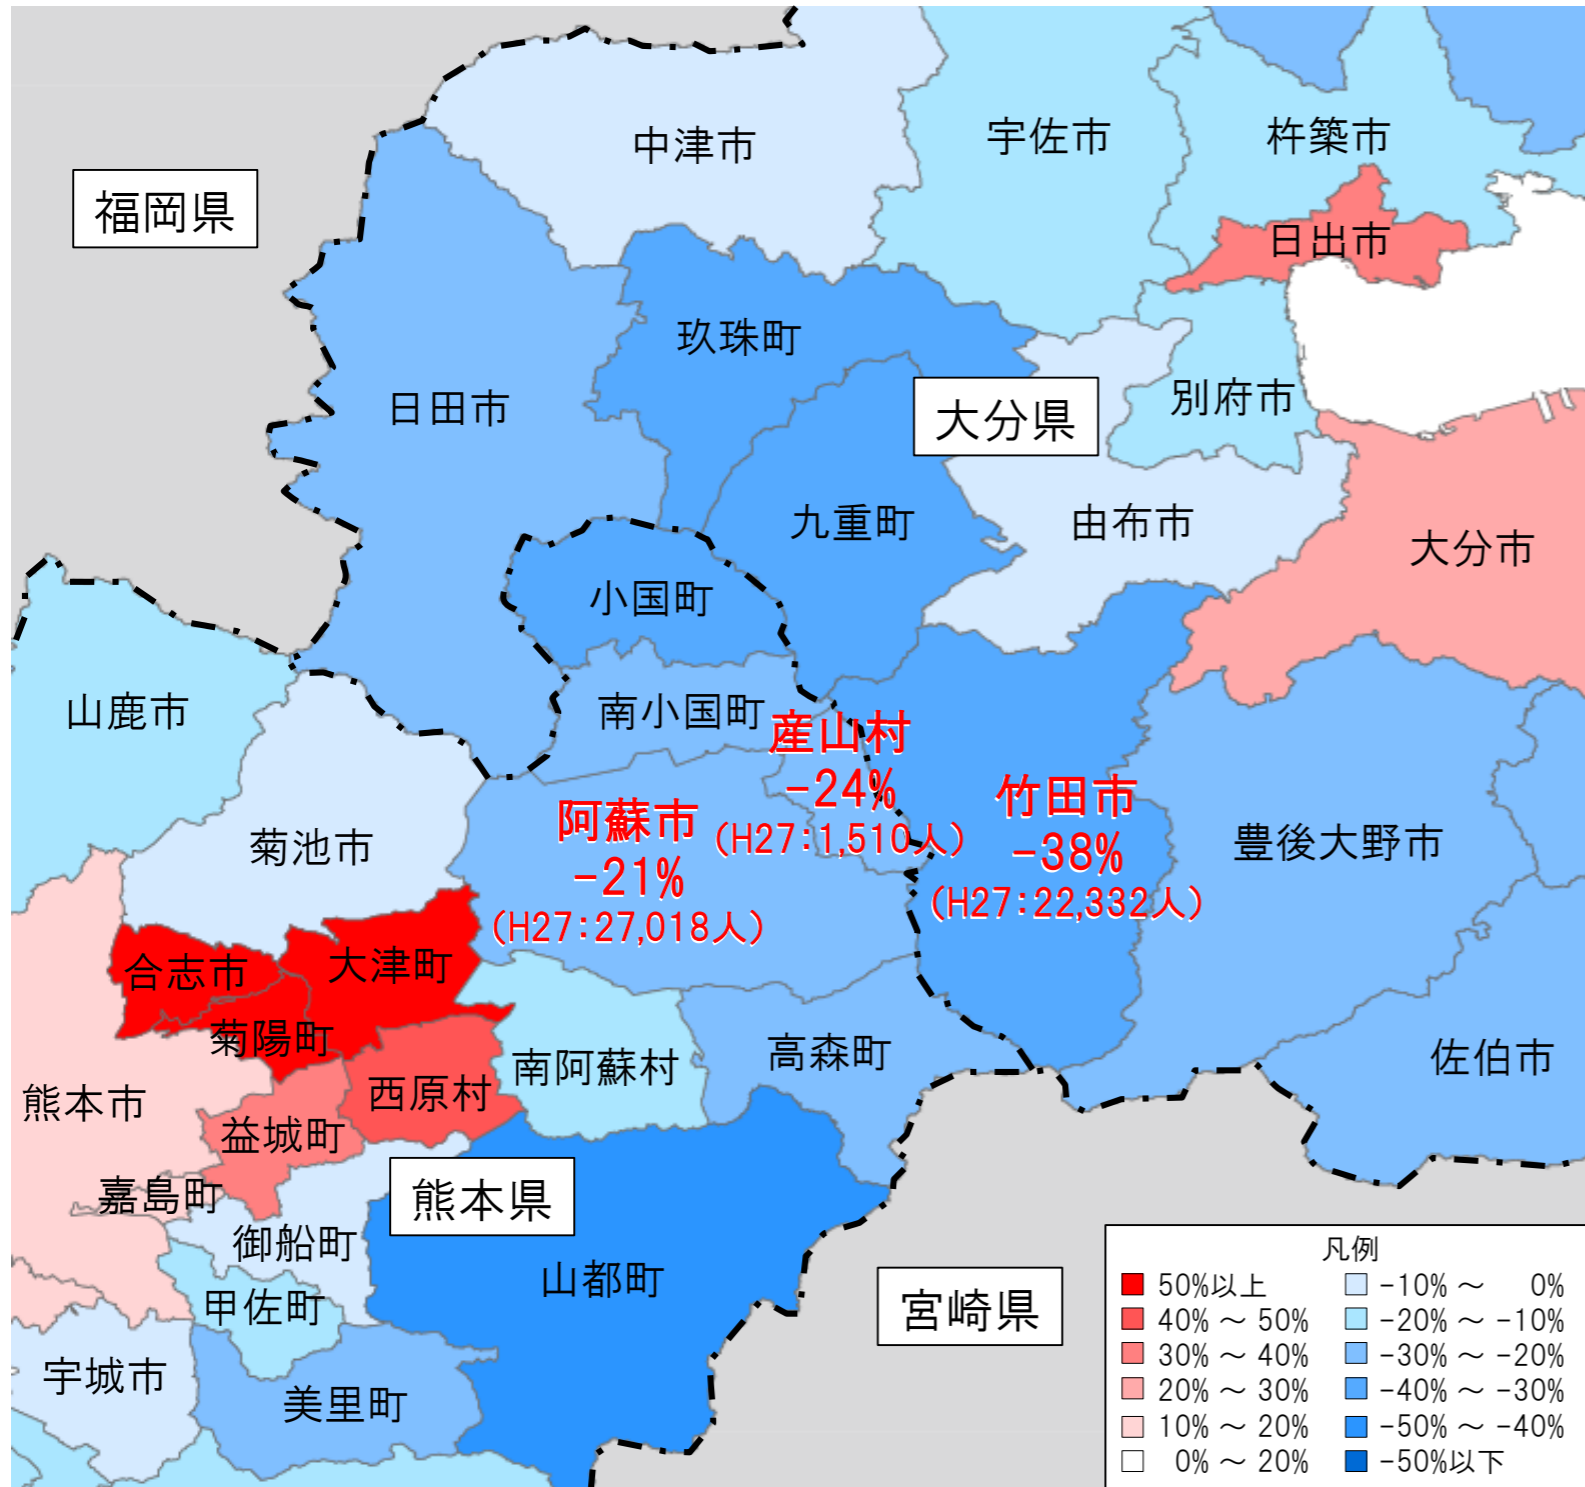 中津市
宇佐市
杵築市
福岡県
日出市
玖珠町
日田市
大分県
別府市
九重町
由布市
大分市
小国町
山鹿市
南小国町
産山村
-24%
(H27:1,510人)
竹田市
-38%
(H27:22,332人)
阿蘇市
-21%
(H27:27,018人)
菊池市
豊後大野市
合志市
大津町
菊陽町
南阿蘇村
高森町
佐伯市
熊本市
西原村
益城町
嘉島町
熊本県
御船町
山都町
甲佐町
宮崎県
宇城市
美里町
凡例
50%以上
40% ～ 50%
30% ～ 40%
20% ～ 30%
10% ～ 20%
0% ～ 20%
-10% ～ 0%
-20% ～ -10%
-30% ～ -20%
-40% ～ -30%
-50% ～ -40%
-50%以下